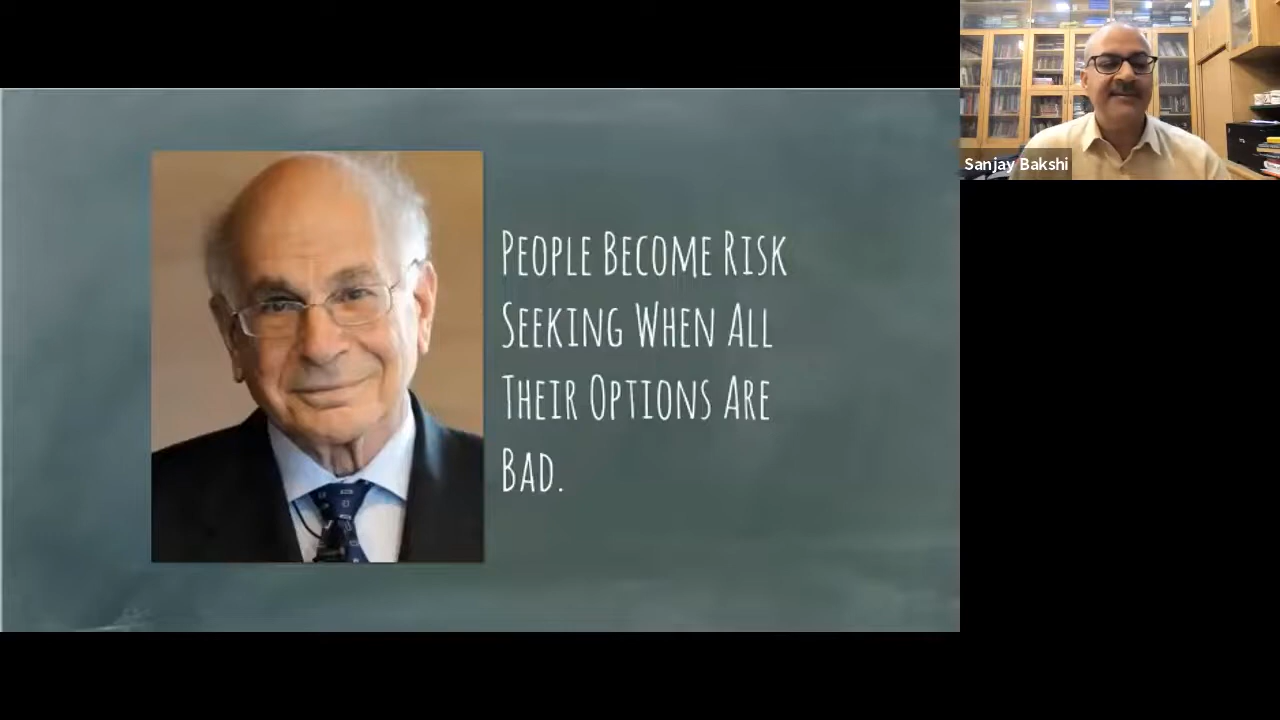 Sanjay Bakshi
People Become Risk
Seeking When All
Their Options Are
Bad.